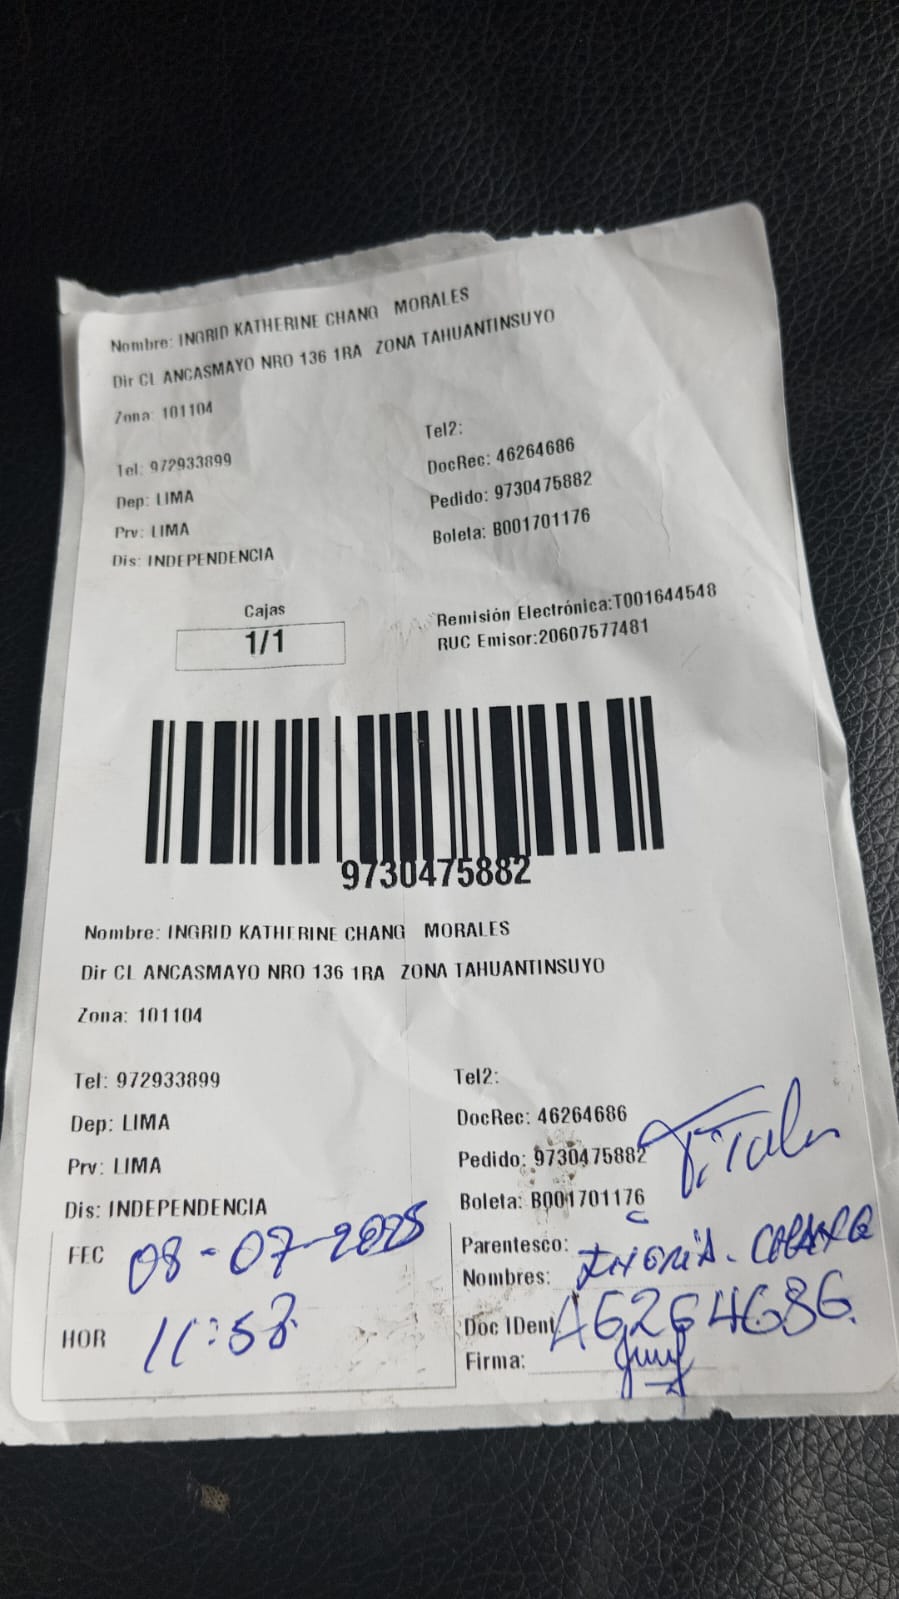 Nombre: INGRID KATHERINE CHANG MORALES
Dir CL ANCASMAYO NRO 136 1RA ZONA TAHUANTINSUYO
Zona: 101104
Tel: 972933899
Dep: LIMA
Prv: LIMA
Dis: INDEPENDENCIA
Tel2:
DocRec: 46264686
Pedido: 9730475882
Boleta: B001701176
Cajas
1/1
Remisión Electrónica:T001644548
RUC Emisor:20607577481
9730475882
Nombre: INGRID KATHERINE CHANG MORALES
Dir CL ANCASMAYO NRO 136 1RA ZONA TAHUANTINSUYO
Zona: 101104
Tel: 972933899
Dep: LIMA
Prv: LIMA
Dis: INDEPENDENCIA
FEC 08-07-2025
HOR 11:58
Tel2:
DocRec: 46264686
Pedido: 9730475882
Boleta: B001701176
Parentesco:
Nombres:
Doc IDent 46264686
Firma: